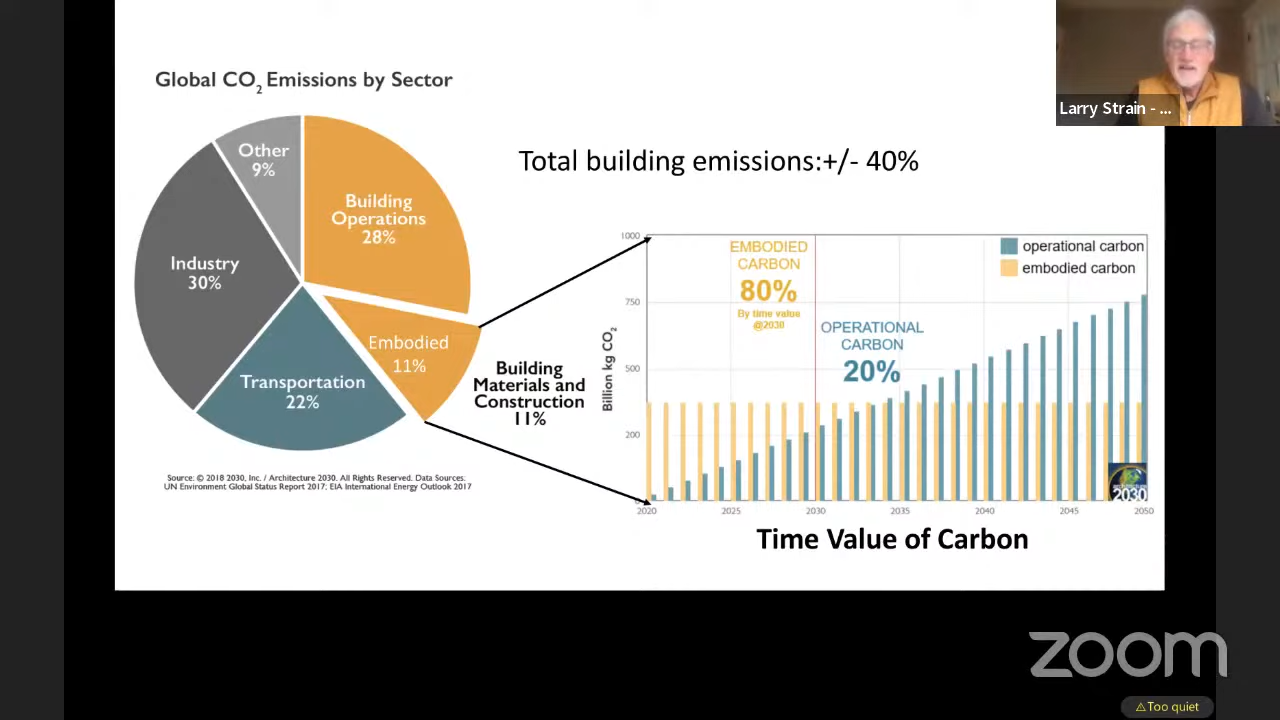 Global CO2 Emissions by Sector
Other
9%
Building
Operations
28%
Industry
30%
Embodied
11%
Transportation
22%
Building
Materials and
Construction
11%
Source: © 2018 2030, Inc. / Architecture 2030. All Rights Reserved. Data Sources:
UN Environment Global Status Report 2017; EIA International Energy Outlook 2017
Total building emissions:+/- 40%
1000
750
500
200
0
Billion kg CO2
EMBODIED
CARBON
80%
By time value
@2030
OPERATIONAL
CARBON
20%
operational carbon
embodied carbon
2030
2020
2025
2030
2035
2040
2045
2050
Time Value of Carbon
Larry Strain - ...
zoom
⚠Too quiet